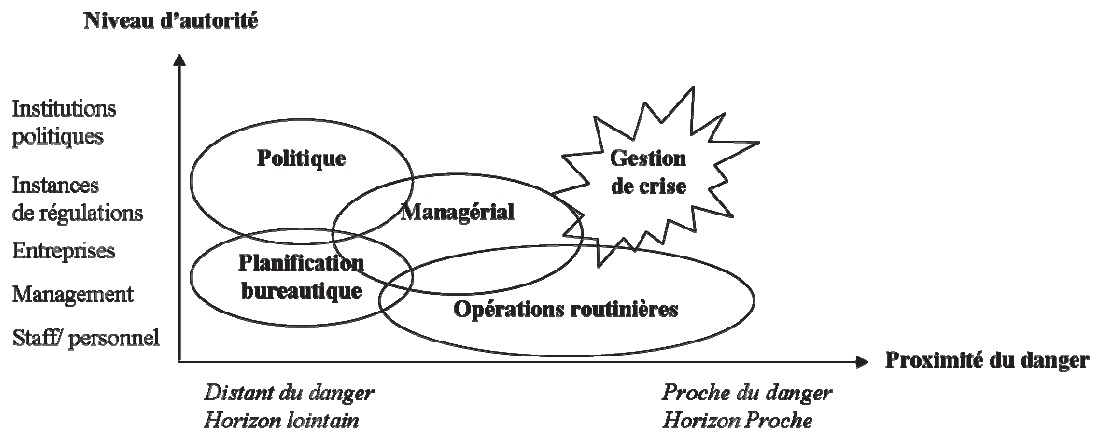 Niveau d'autorité
Institutions
politiques
Instances
de régulations
Entreprises
Management
Staff/ personnel
Politique
Managérial
Planification
bureautique
Opérations routinières
Gestion
de crise
Proximité du danger
Distant du danger
Horizon lointain
Proche du danger
Horizon Proche